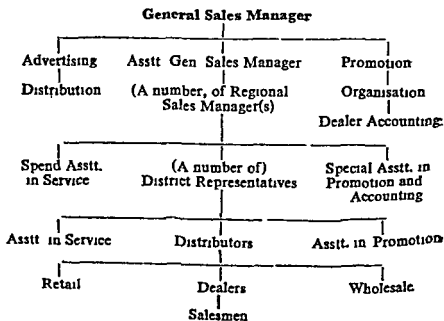 General Sales Manager
Advertising Asstt Gen Sales Manager Promotion
Distribution (A number, of Regional Organisation
Sales Manager(s)
Dealer Accounting.
Spend Asstt. (A number of) Special Asstt. in
in Service District Representatives Promotion and
Accounting
Asstt in Service Distributors Asstt. in Promotion
Retail Dealers Wholesale
Salesmen